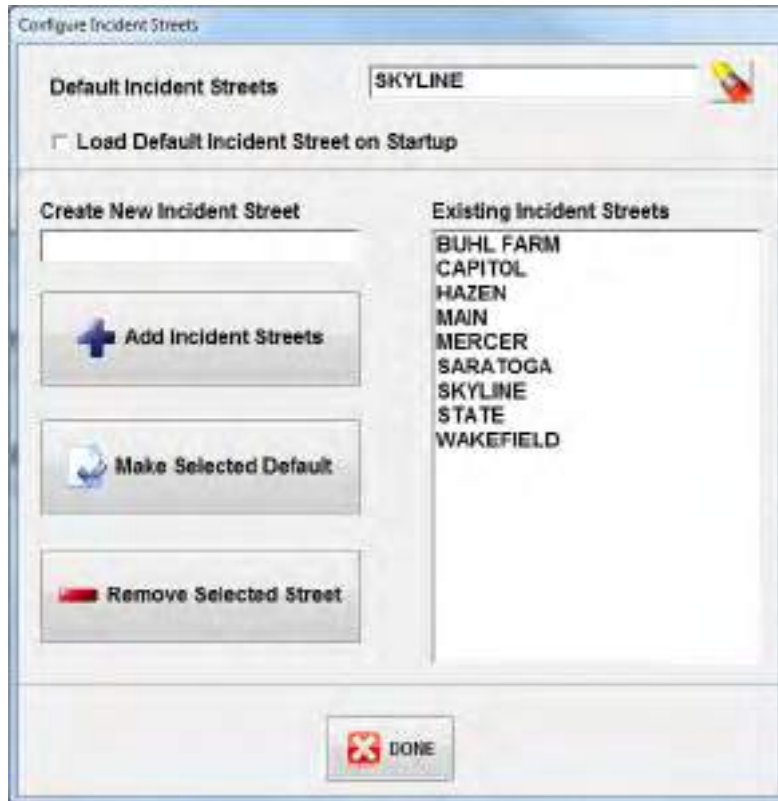 Configure Incident Streets
Default Incident Streets
SKYLINE
Load Default Incident Street on Startup
Create New Incident Street
Add Incident Streets
Make Selected Default
Remove Selected Street
Existing Incident Streets
BUHL FARM
CAPITOL
HAZEN
MAIN
MERCER
SARATOGA
SKYLINE
STATE
WAKEFIELD
DONE